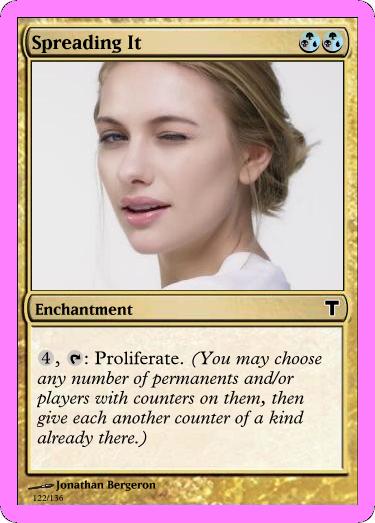 Spreading It
Enchantment
T
4, : Proliferate. (You may choose
any number of permanents and/or
players with counters on them, then
give each another counter of a kind
already there.)
Jonathan Bergeron
122/136